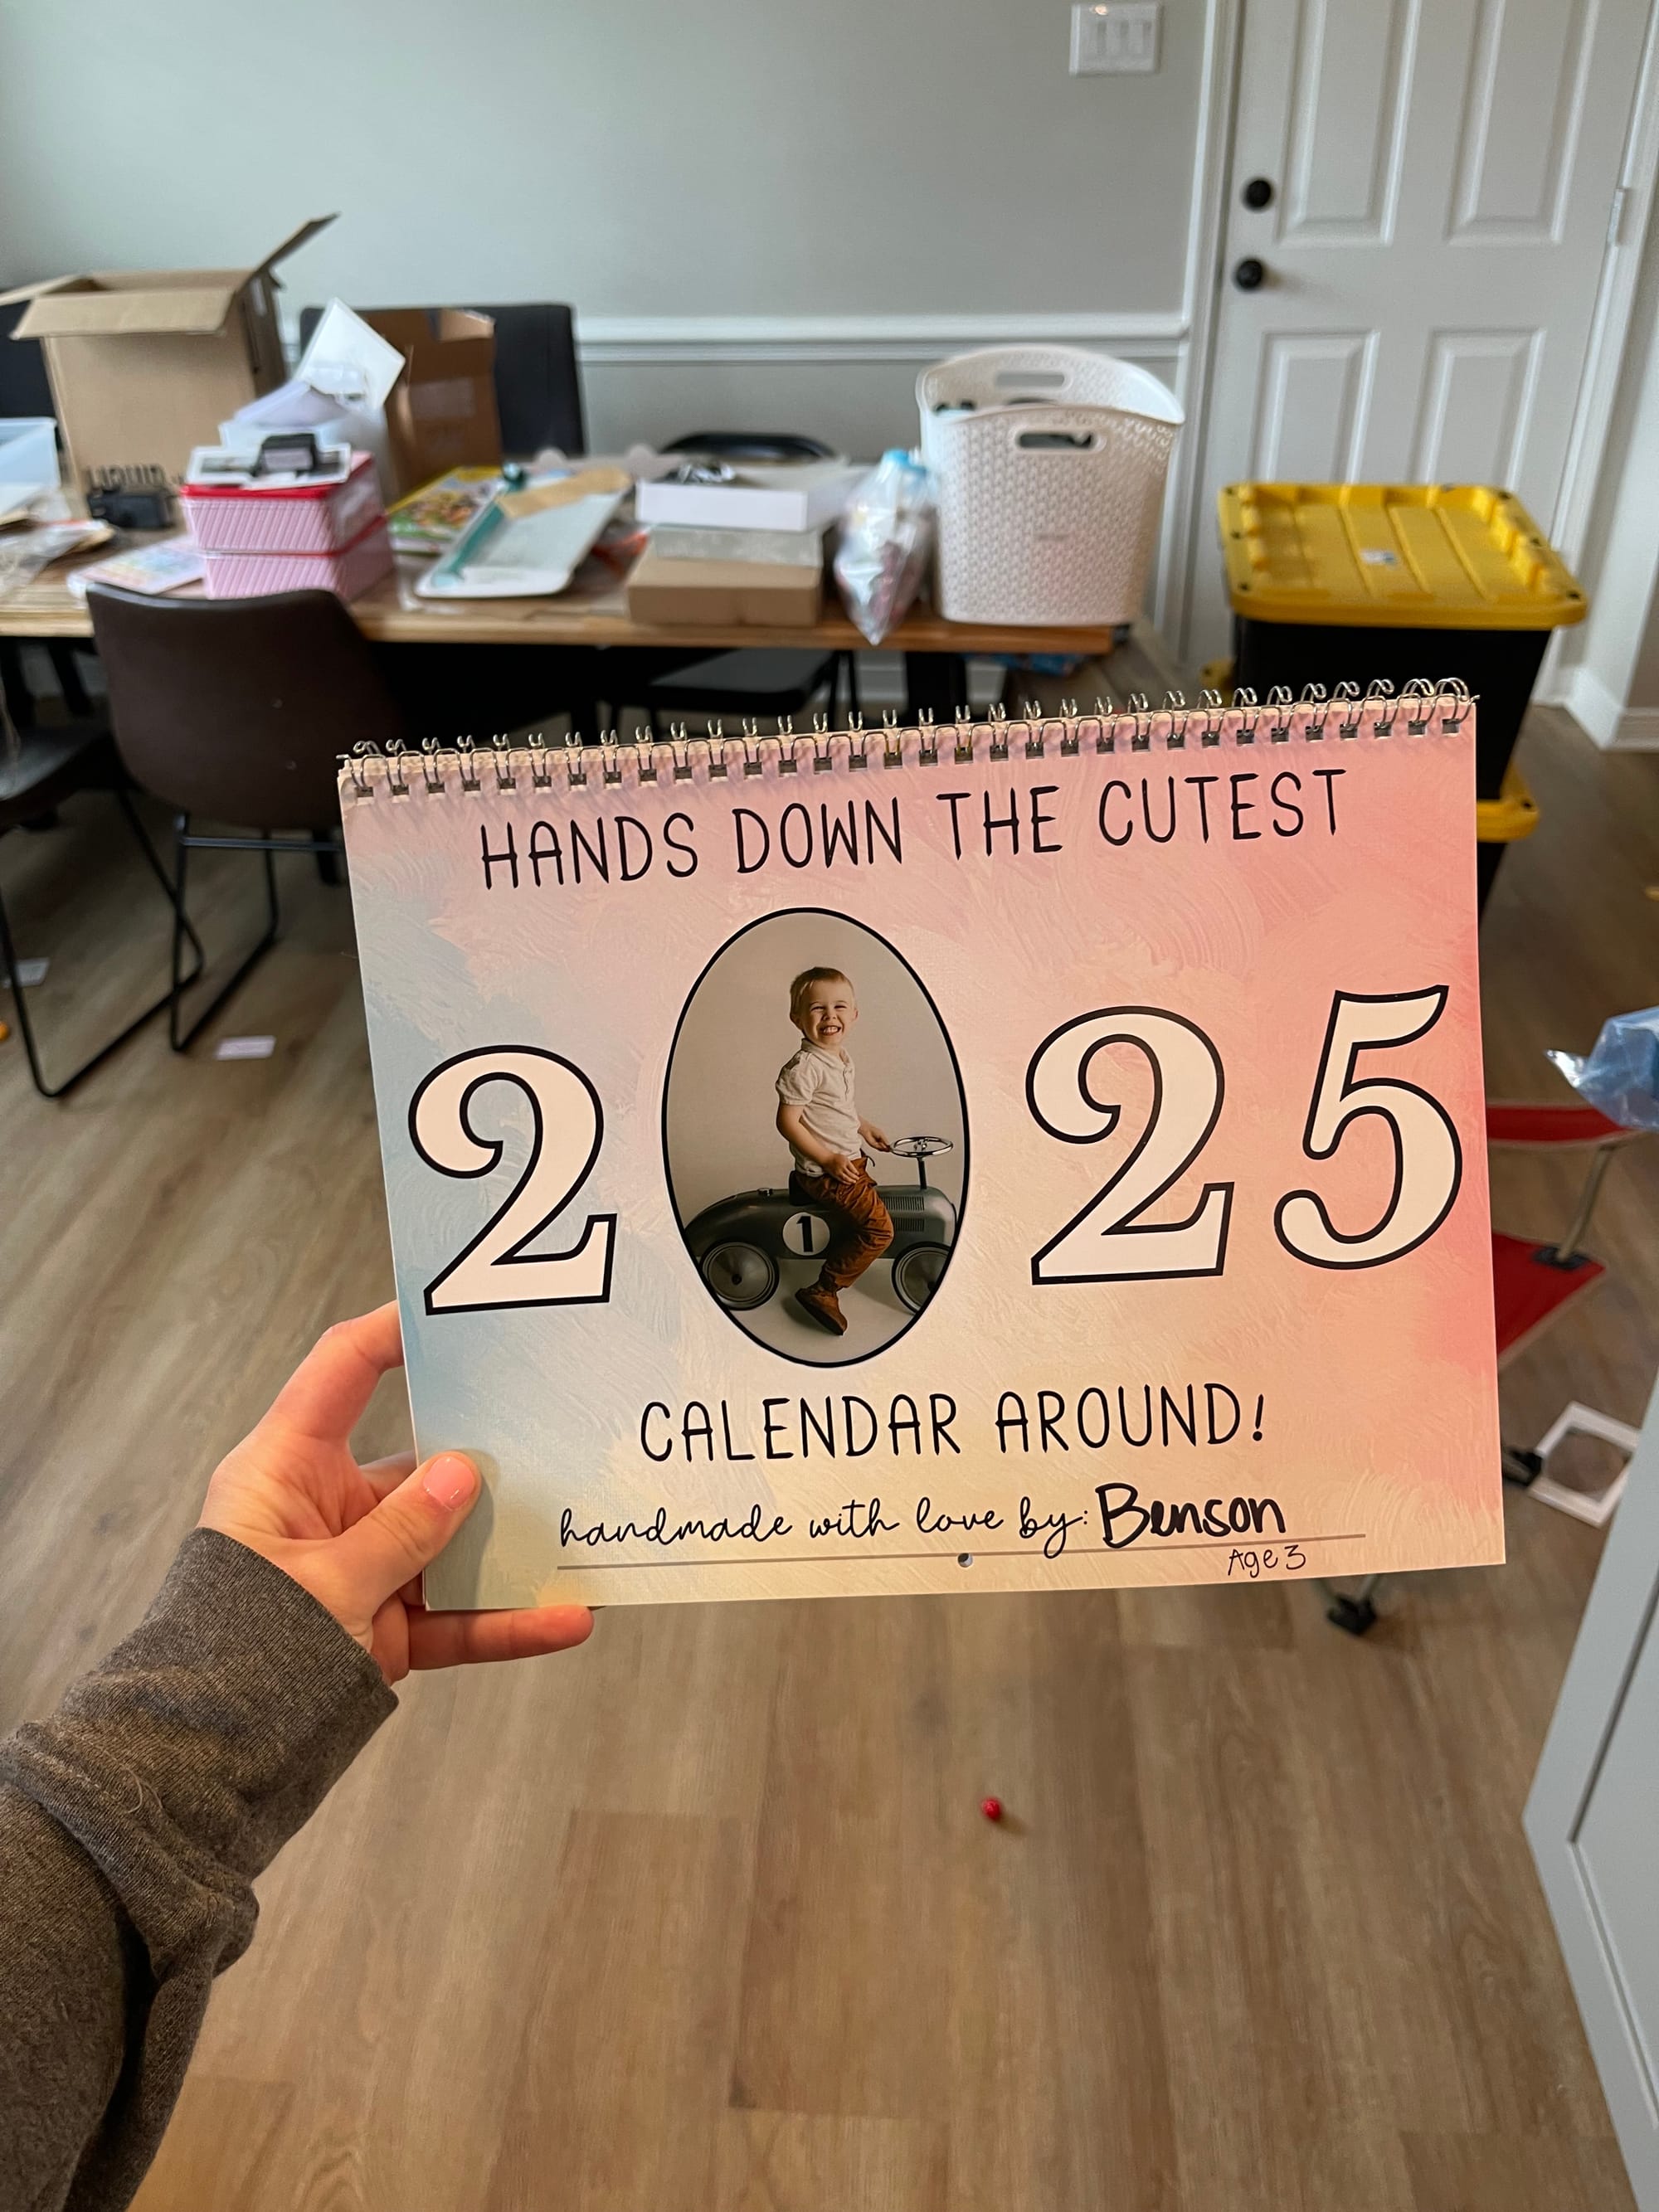 HANDS DOWN THE CUTEST
2 25
1
CALENDAR AROUND!
handmade with love by: Benson
Age 3